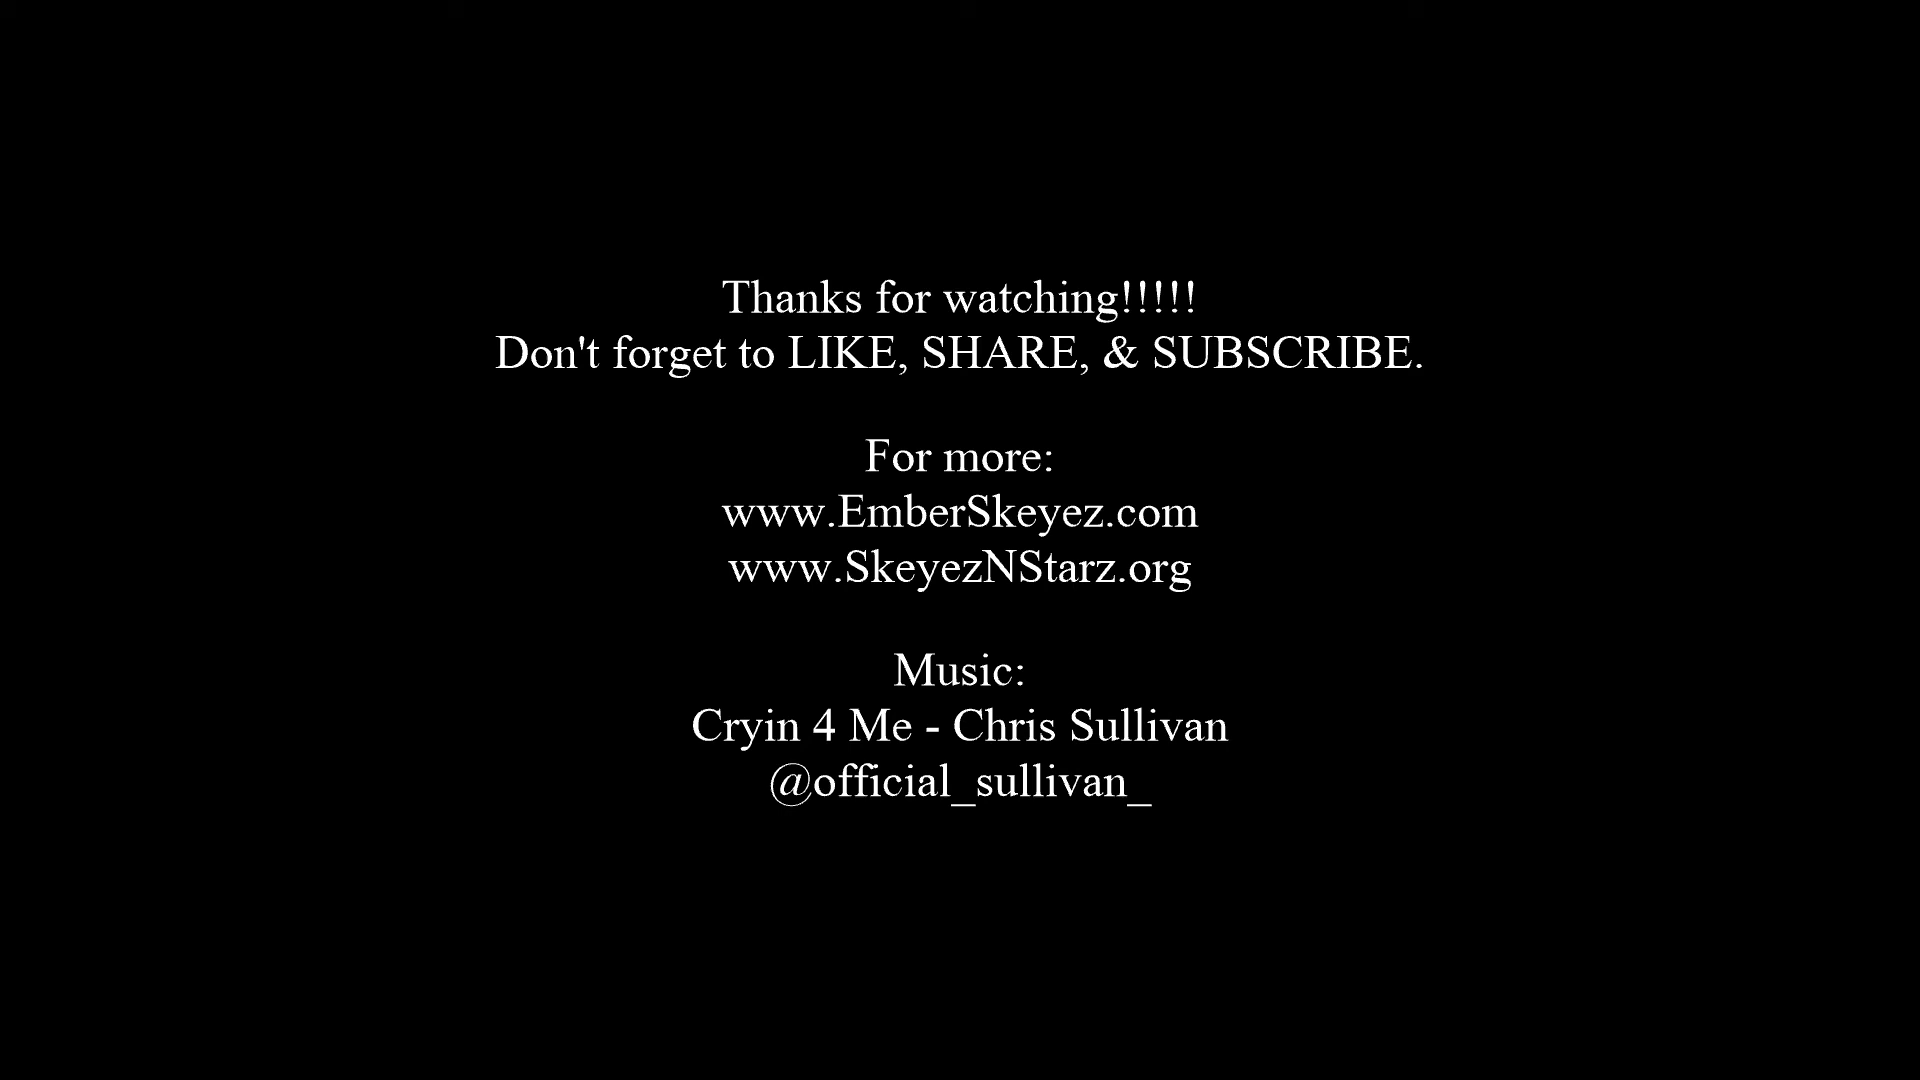 Thanks for watching!!!!!
Don't forget to LIKE, SHARE, & SUBSCRIBE.
For more:
www.EmberSkeyez.com
www.SkeyezNStarz.org
Music:
Cryin 4 Me - Chris Sullivan
@official_sullivan_